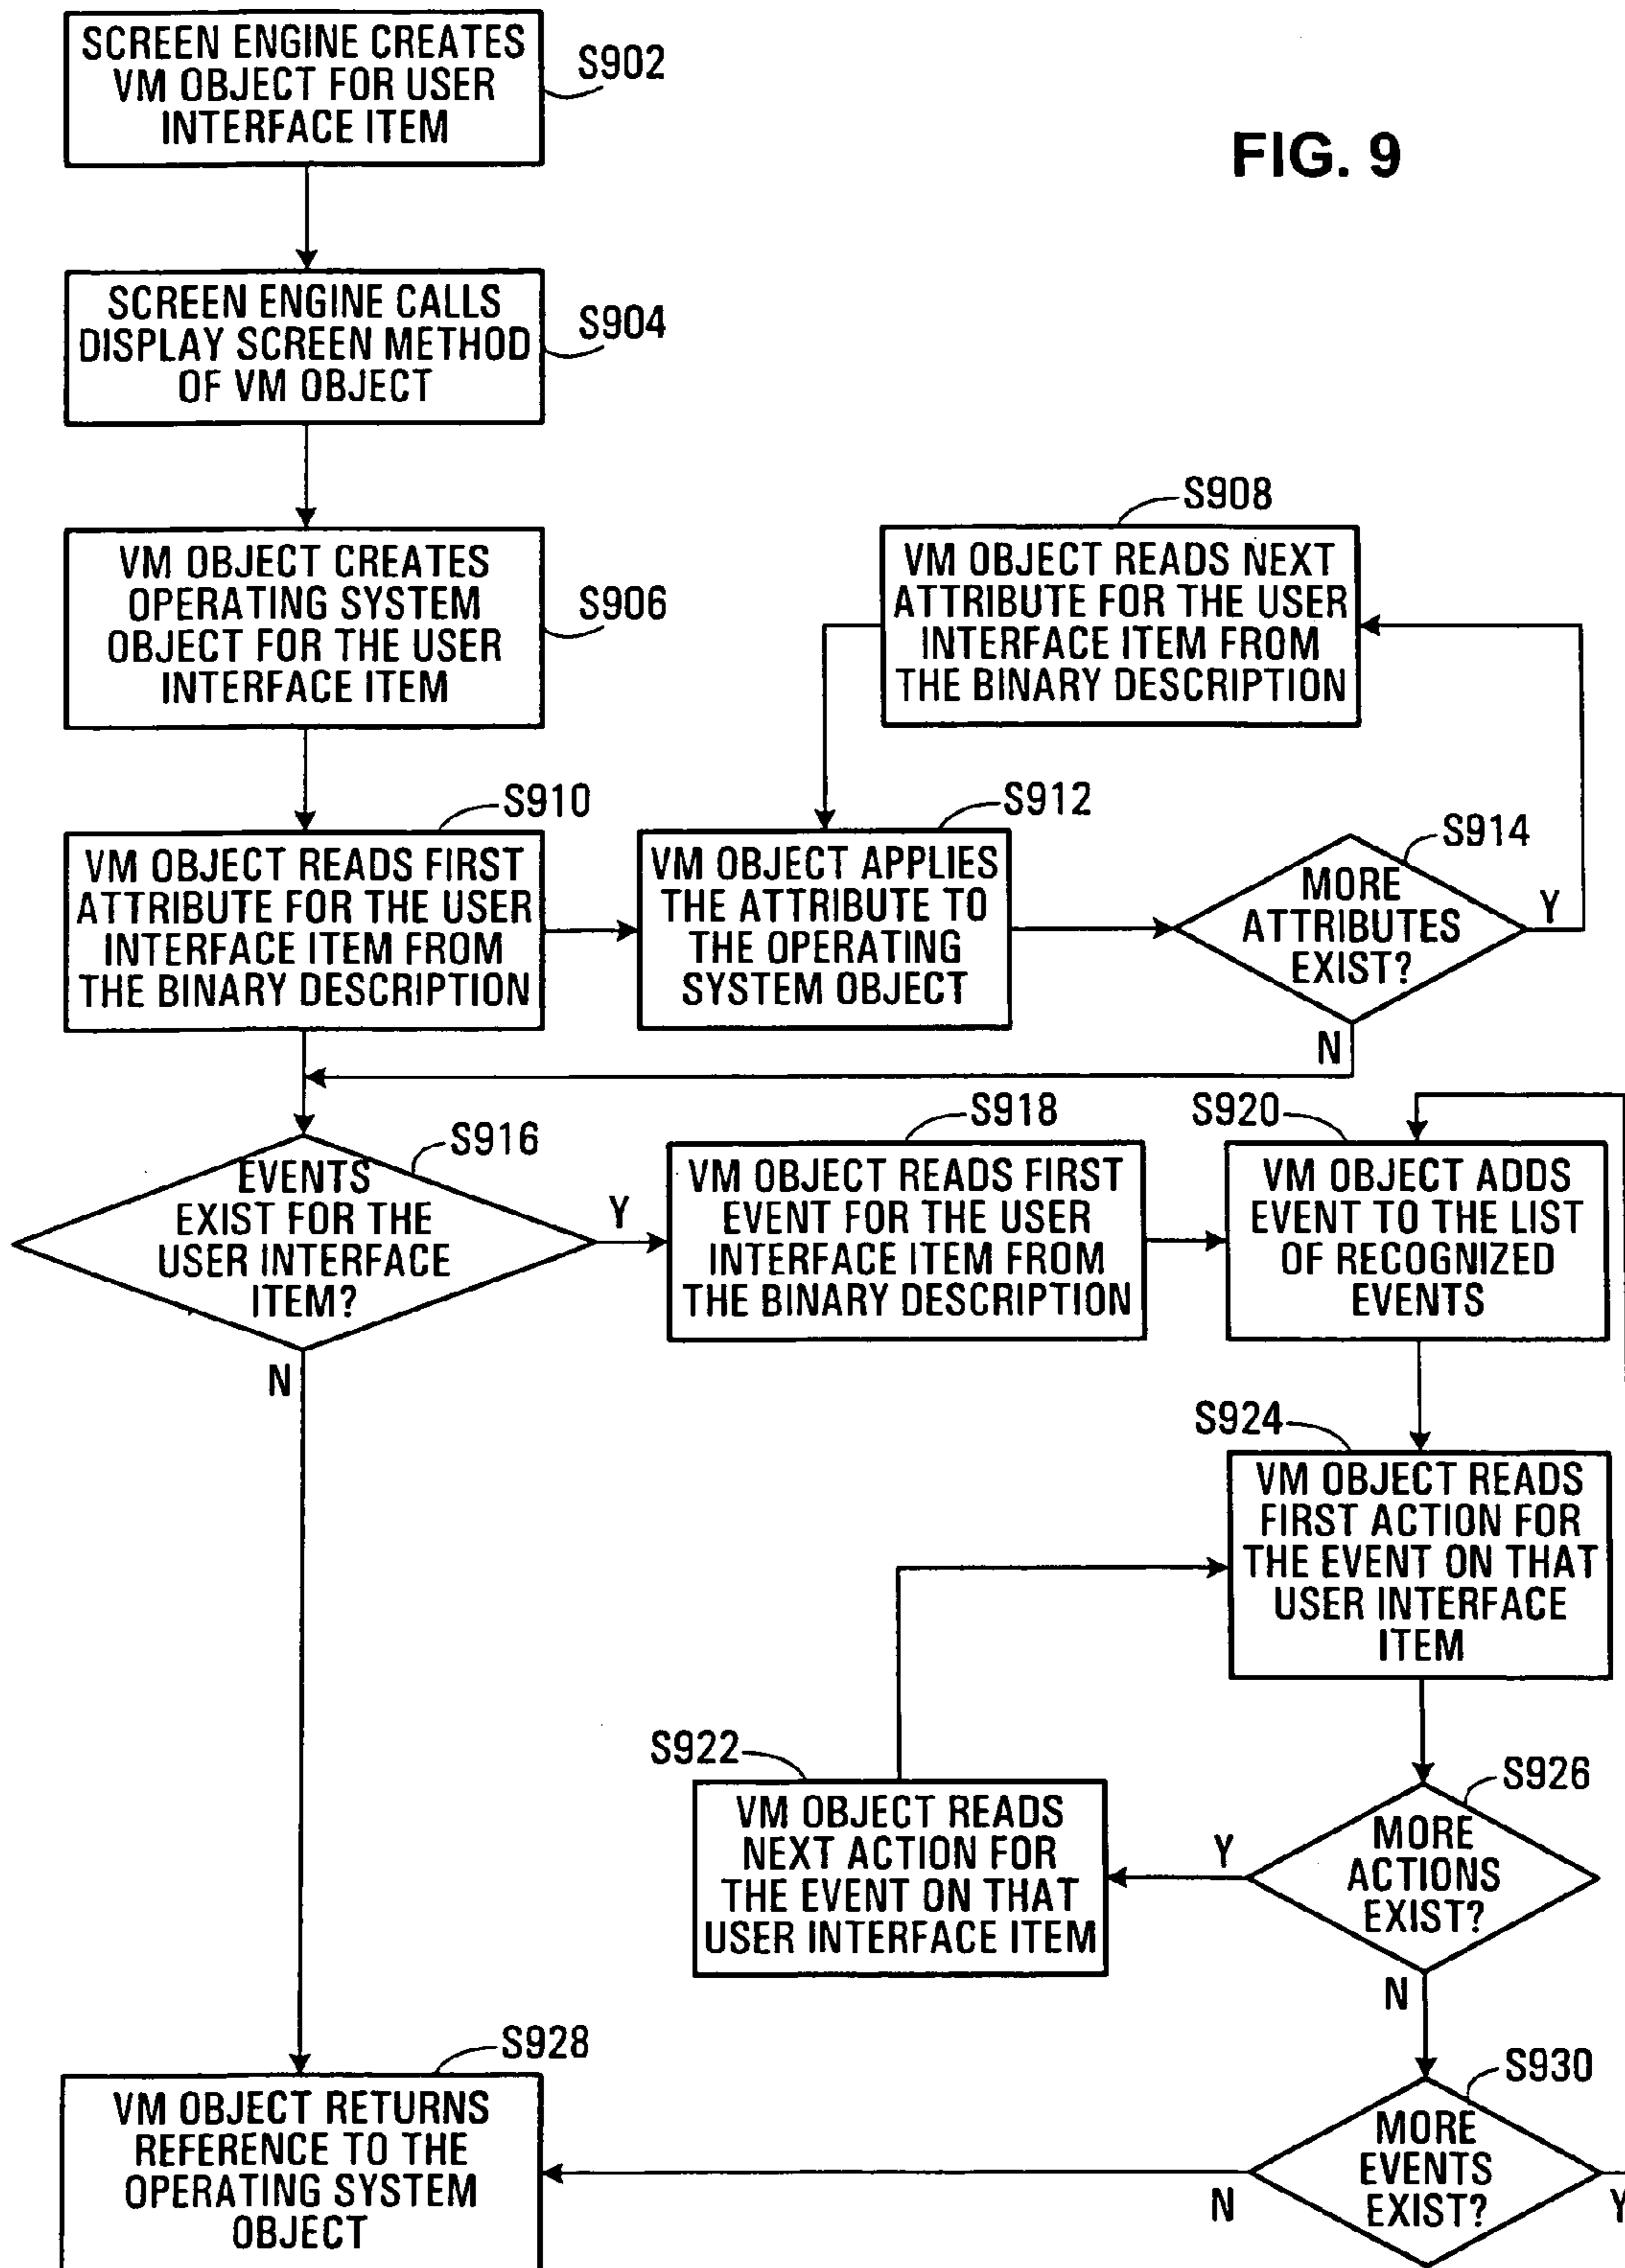 SCREEN ENGINE CREATES
VM OBJECT FOR USER
INTERFACE ITEM
S902
FIG. 9
SCREEN ENGINE CALLS
DISPLAY SCREEN METHOD
OF VM OBJECT
S904
VM OBJECT CREATES
OPERATING SYSTEM
OBJECT FOR THE USER
INTERFACE ITEM
S906
S908
VM OBJECT READS NEXT
ATTRIBUTE FOR THE USER
INTERFACE ITEM FROM
THE BINARY DESCRIPTION
S910
VM OBJECT READS FIRST
ATTRIBUTE FOR THE USER
INTERFACE ITEM FROM
THE BINARY DESCRIPTION
S912
VM OBJECT APPLIES
THE ATTRIBUTE TO
THE OPERATING
SYSTEM OBJECT
S914
MORE
ATTRIBUTES
EXIST?
Y
N
S916
EVENTS
EXIST FOR THE
USER INTERFACE
ITEM?
Y
N
S918
VM OBJECT READS FIRST
EVENT FOR THE USER
INTERFACE ITEM FROM
THE BINARY DESCRIPTION
S920
VM OBJECT ADDS
EVENT TO THE LIST
OF RECOGNIZED
EVENTS
S924
VM OBJECT READS
FIRST ACTION FOR
THE EVENT ON THAT
USER INTERFACE
ITEM
S922
VM OBJECT READS
NEXT ACTION FOR
THE EVENT ON THAT
USER INTERFACE ITEM
S926
MORE
ACTIONS
EXIST?
Y
N
S928
VM OBJECT RETURNS
REFERENCE TO THE
OPERATING SYSTEM
OBJECT
S930
MORE
EVENTS
EXIST?
N
Y